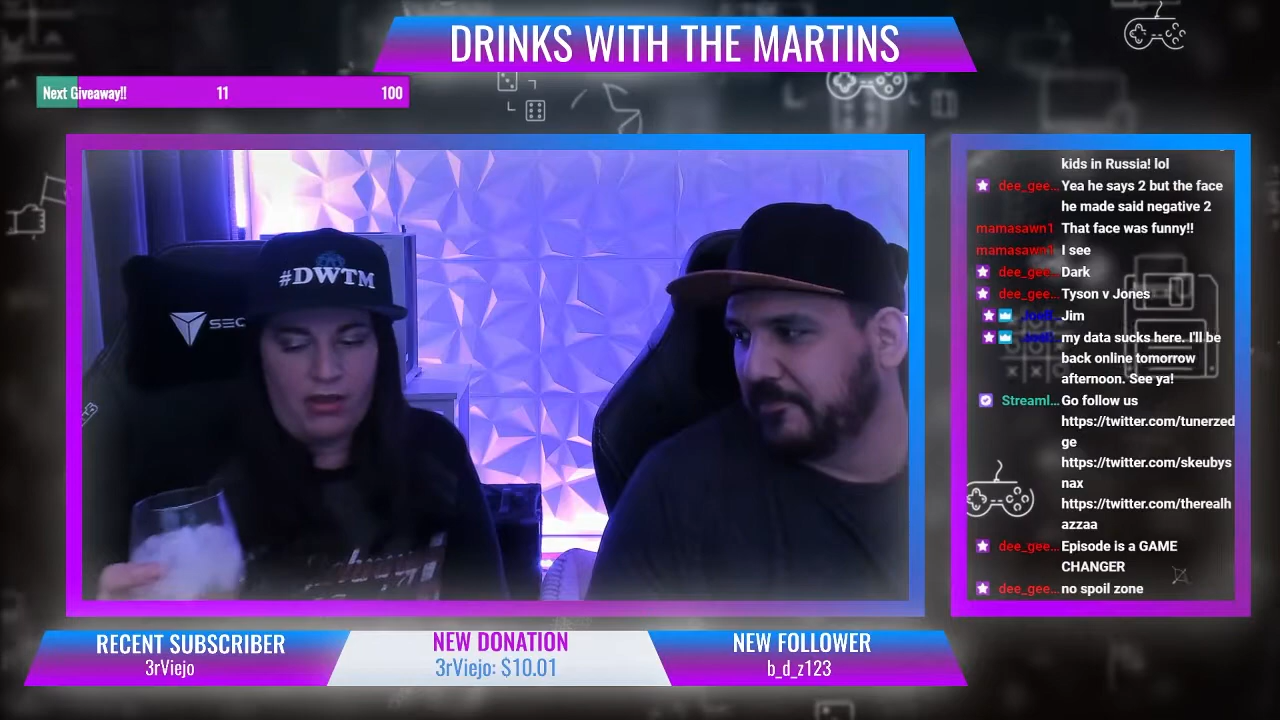 DRINKS WITH THE MARTINS
Next Giveaway!! 11 100
#DWTM
SEC
kids in Russia! lol
dee_gee... Yea he says 2 but the face
he made said negative 2
mamasawn1 That face was funny!!
mamasawn1 I see
dee_gee... Dark
dee_gee... Tyson v Jones
Jim
my data sucks here. I'll be
back online tomorrow
afternoon. See ya!
Streaml... Go follow us
https://twitter.com/tunerzed
ge
https://twitter.com/skeubys
nax
https://twitter.com/therealh
azzaa
dee_gee... Episode is a GAME
CHANGER
dee_gee... no spoil zone
RECENT SUBSCRIBER
3rViejo
NEW DONATION
3rViejo: $10.01
NEW FOLLOWER
b_d_z123